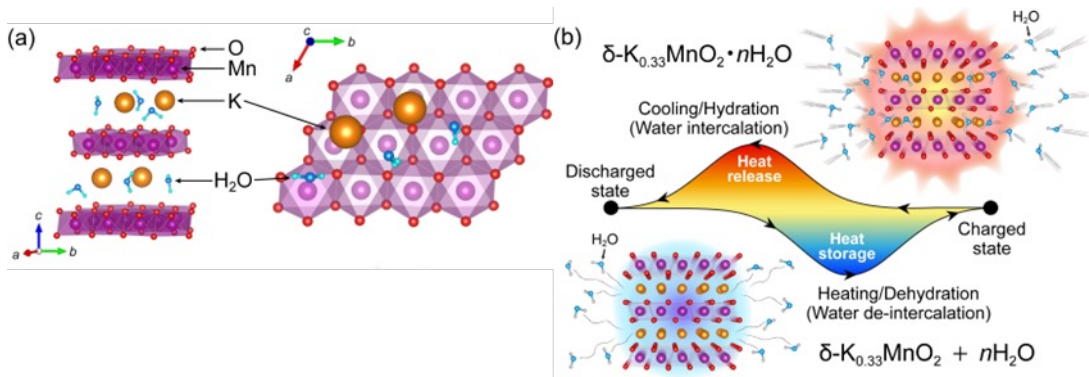 (a)
O
Mn
K
H₂O
c
b
a
c
b
a
(b)
δ-K₀.₃₃MnO₂•nH₂O
H₂O
Cooling/Hydration
(Water intercalation)
Heat
release
Discharged
state
Charged
state
Heat
storage
H₂O
Heating/Dehydration
(Water de-intercalation)
δ-K₀.₃₃MnO₂ + nH₂O